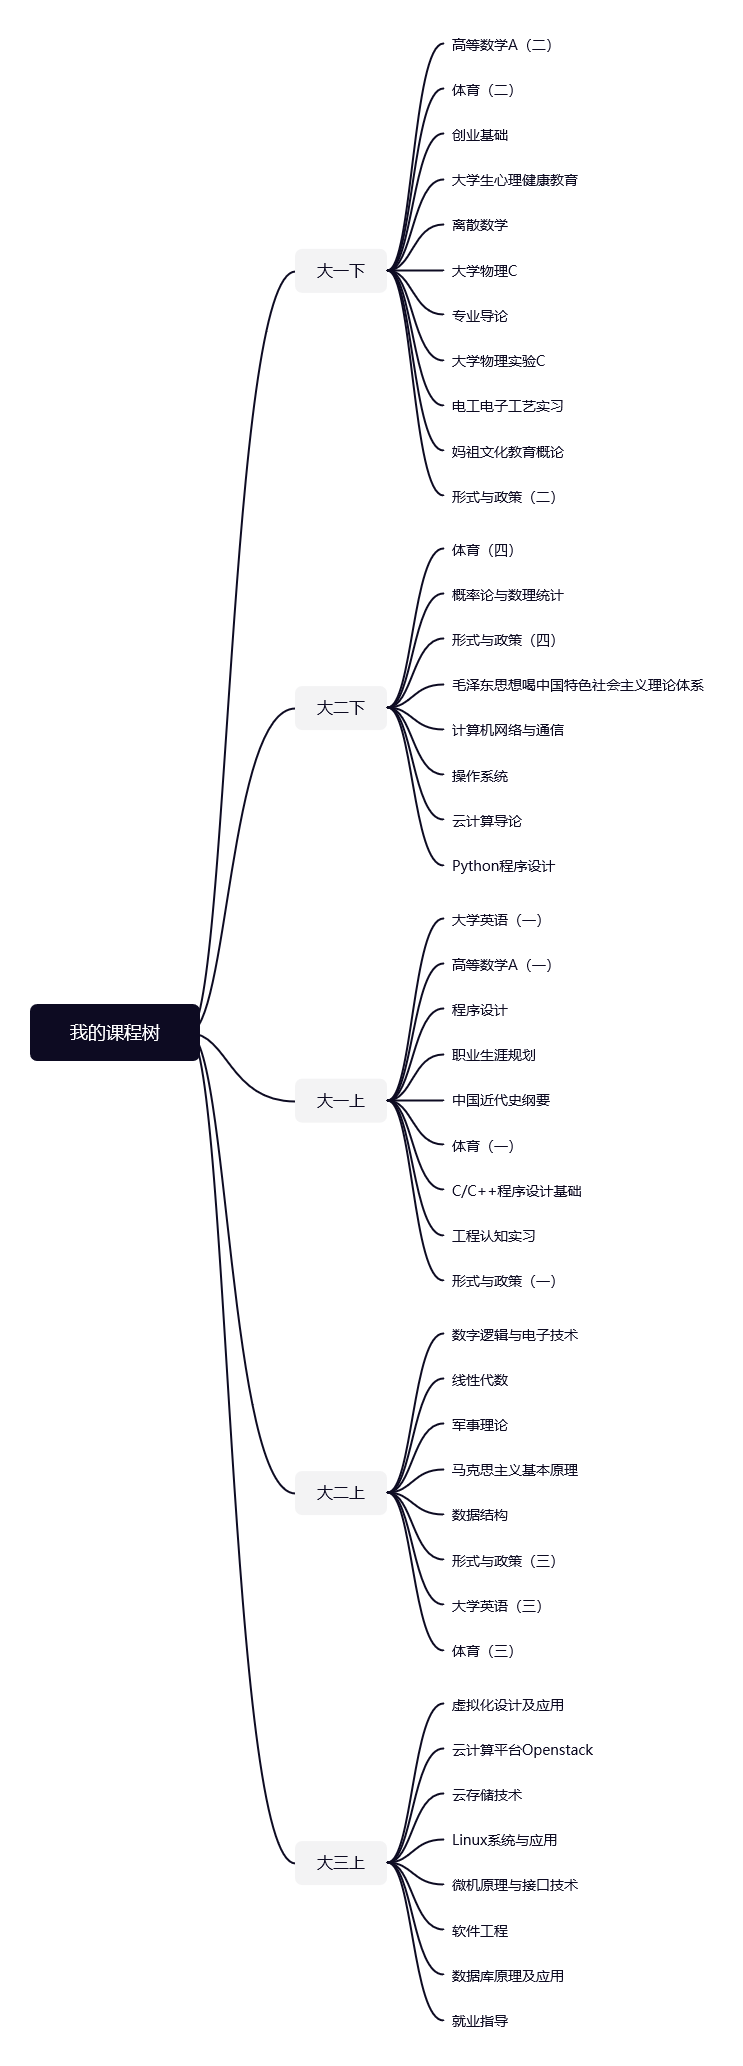 我的课程树
大一下
高等数学A（二）
体育（二）
创业基础
大学生心理健康教育
离散数学
大学物理C
专业导论
大学物理实验C
电工电子工艺实习
妈祖文化教育概论
形式与政策（二）
大二下
体育（四）
概率论与数理统计
形式与政策（四）
毛泽东思想喝中国特色社会主义理论体系
计算机网络与通信
操作系统
云计算导论
Python程序设计
大一上
大学英语（一）
高等数学A（一）
程序设计
职业生涯规划
中国近代史纲要
体育（一）
C/C++程序设计基础
工程认知实习
形式与政策（一）
大二上
数字逻辑与电子技术
线性代数
军事理论
马克思主义基本原理
数据结构
形式与政策（三）
大学英语（三）
体育（三）
大三上
虚拟化设计及应用
云计算平台Openstack
云存储技术
Linux系统与应用
微机原理与接口技术
软件工程
数据库原理及应用
就业指导